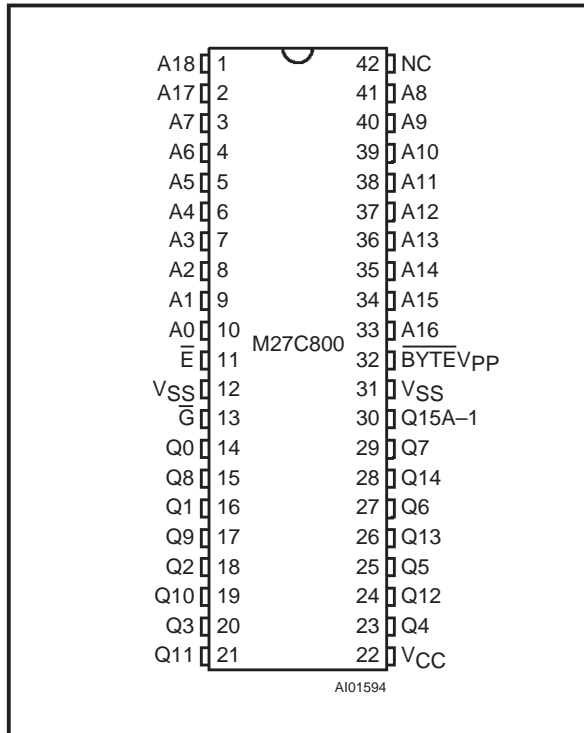 A18 1 42 NC
A17 2 41 A8
A7 3 40 A9
A6 4 39 A10
A5 5 38 A11
A4 6 37 A12
A3 7 36 A13
A2 8 35 A14
A1 9 34 A15
A0 10 33 A16
M27C800
E̅ 11 32 B̅Y̅T̅E̅VPP
VSS 12 31 VSS
G̅ 13 30 Q15A–1
Q0 14 29 Q7
Q8 15 28 Q14
Q1 16 27 Q6
Q9 17 26 Q13
Q2 18 25 Q5
Q10 19 24 Q12
Q3 20 23 Q4
Q11 21 22 VCC
AI01594